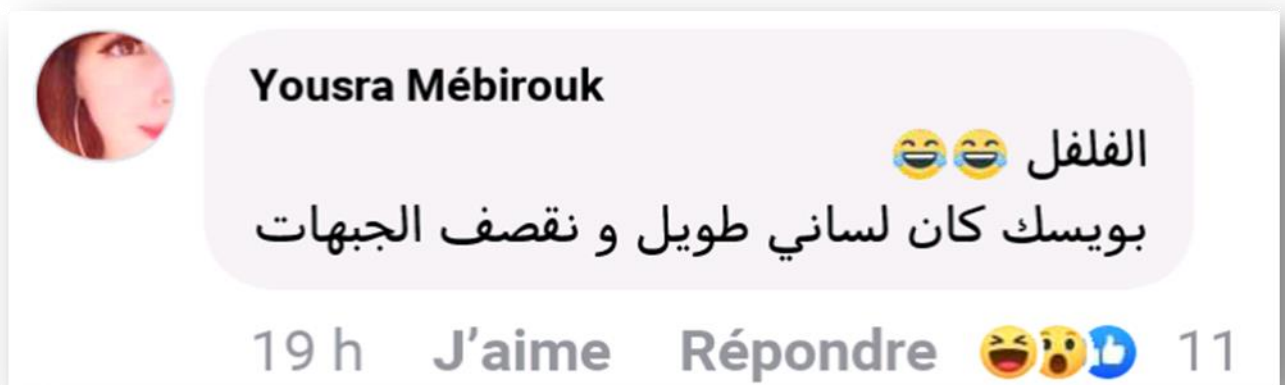 Yousra Mébirouk
الفلفل 😂😂
بويسك كان لساني طويل و نقصف الجبهات
19 h J’aime Répondre 11